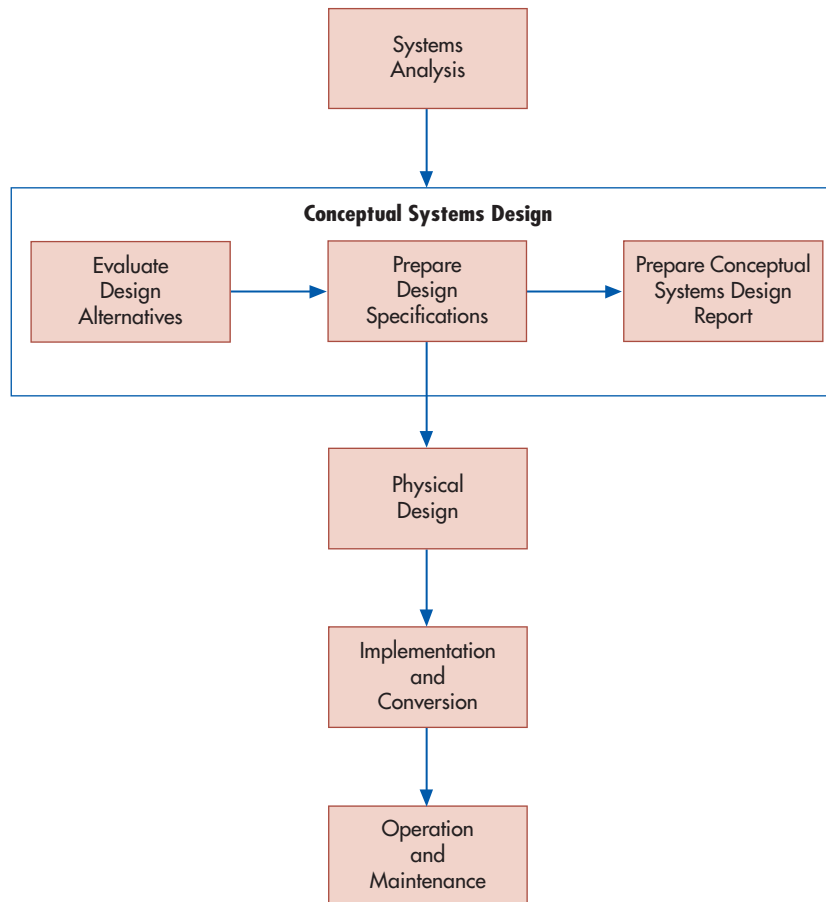 Systems
Analysis
Conceptual Systems Design
Evaluate
Design
Alternatives
Prepare
Design
Specifications
Prepare Conceptual
Systems Design
Report
Physical
Design
Implementation
and
Conversion
Operation
and
Maintenance